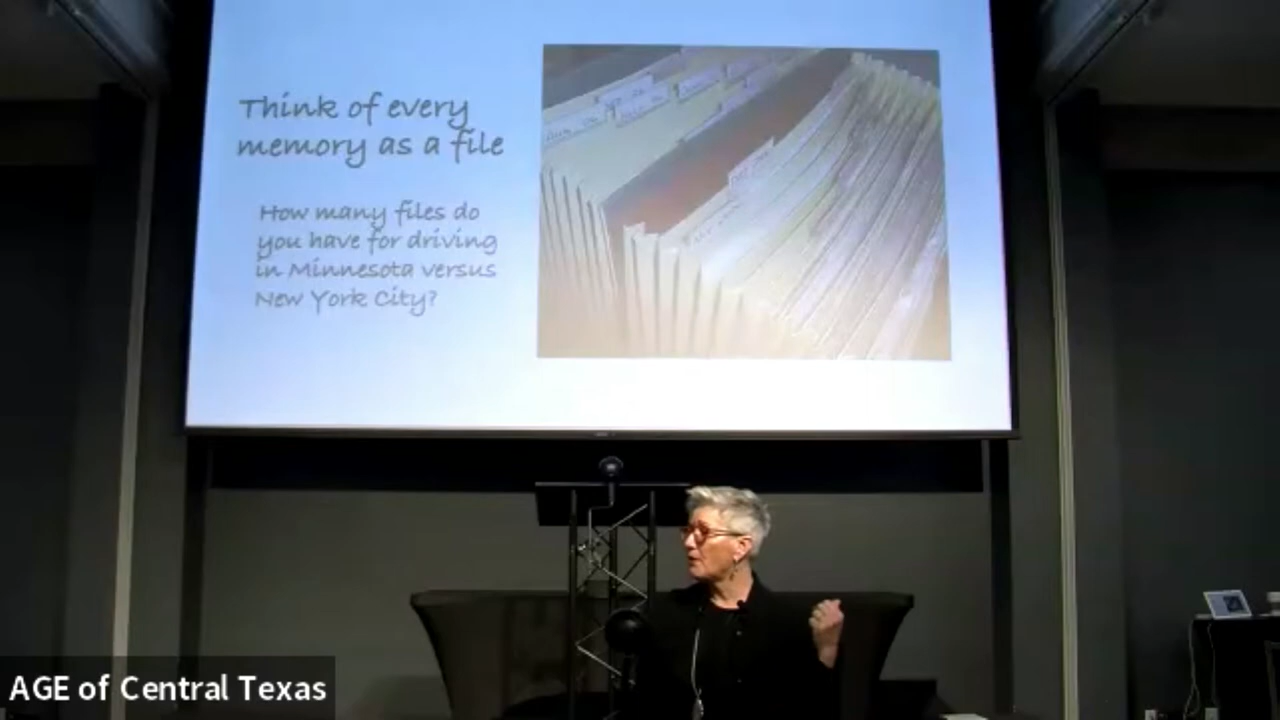 Think of every
memory as a file
How many files do
you have for driving
in Minnesota versus
New York City?
AGE of Central Texas